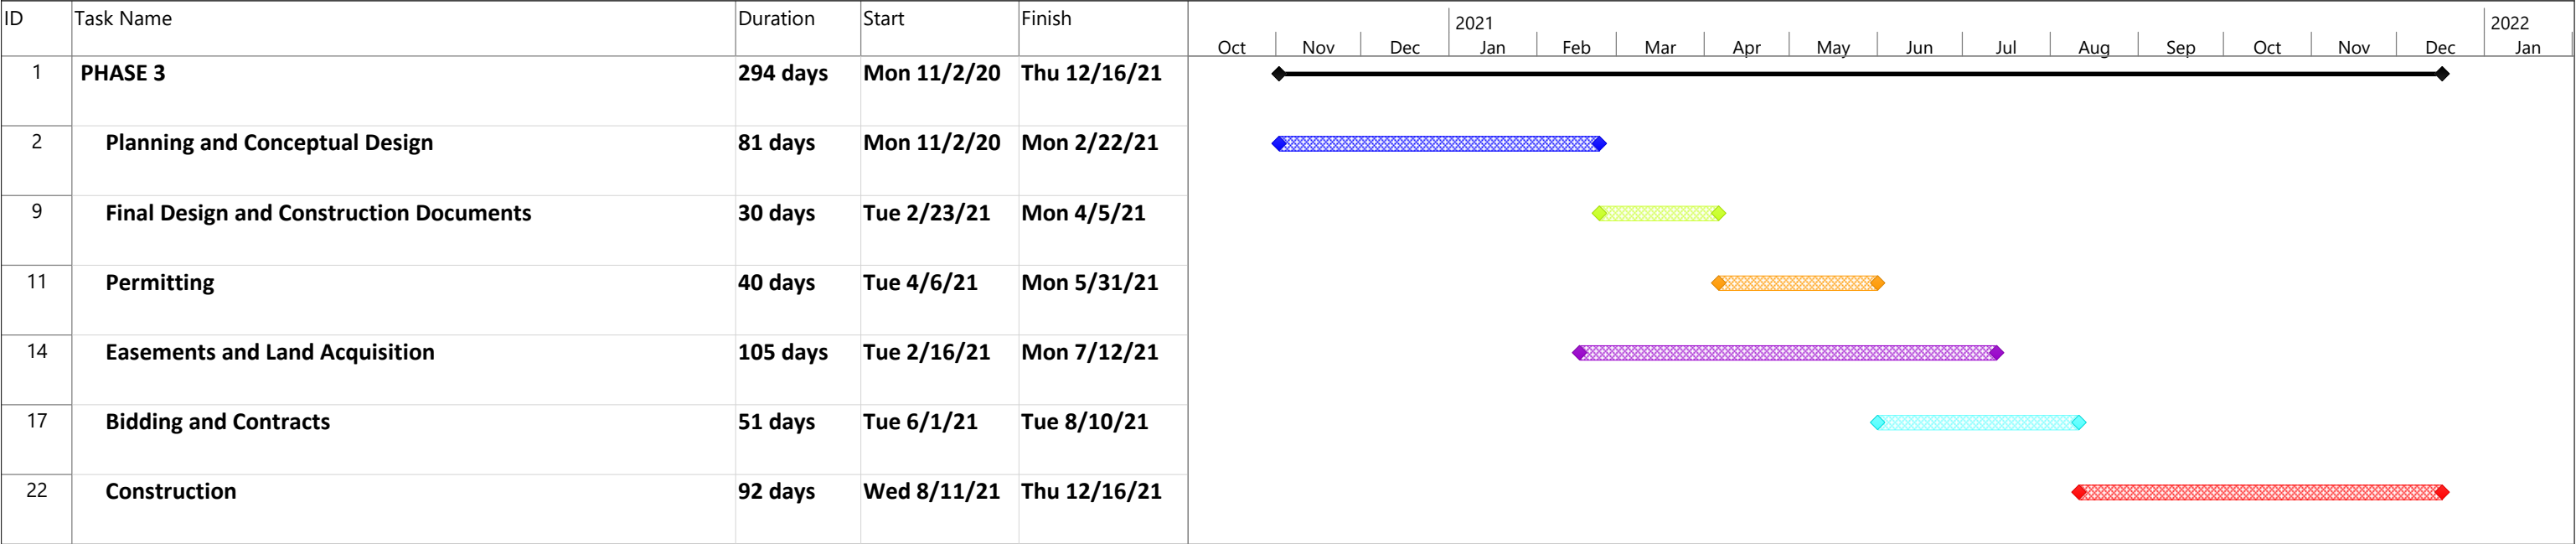 ID Task Name Duration Start Finish 2021 2022
Oct Nov Dec Jan Feb Mar Apr May Jun Jul Aug Sep Oct Nov Dec Jan
1 PHASE 3 294 days Mon 11/2/20 Thu 12/16/21
2 Planning and Conceptual Design 81 days Mon 11/2/20 Mon 2/22/21
9 Final Design and Construction Documents 30 days Tue 2/23/21 Mon 4/5/21
11 Permitting 40 days Tue 4/6/21 Mon 5/31/21
14 Easements and Land Acquisition 105 days Tue 2/16/21 Mon 7/12/21
17 Bidding and Contracts 51 days Tue 6/1/21 Tue 8/10/21
22 Construction 92 days Wed 8/11/21 Thu 12/16/21